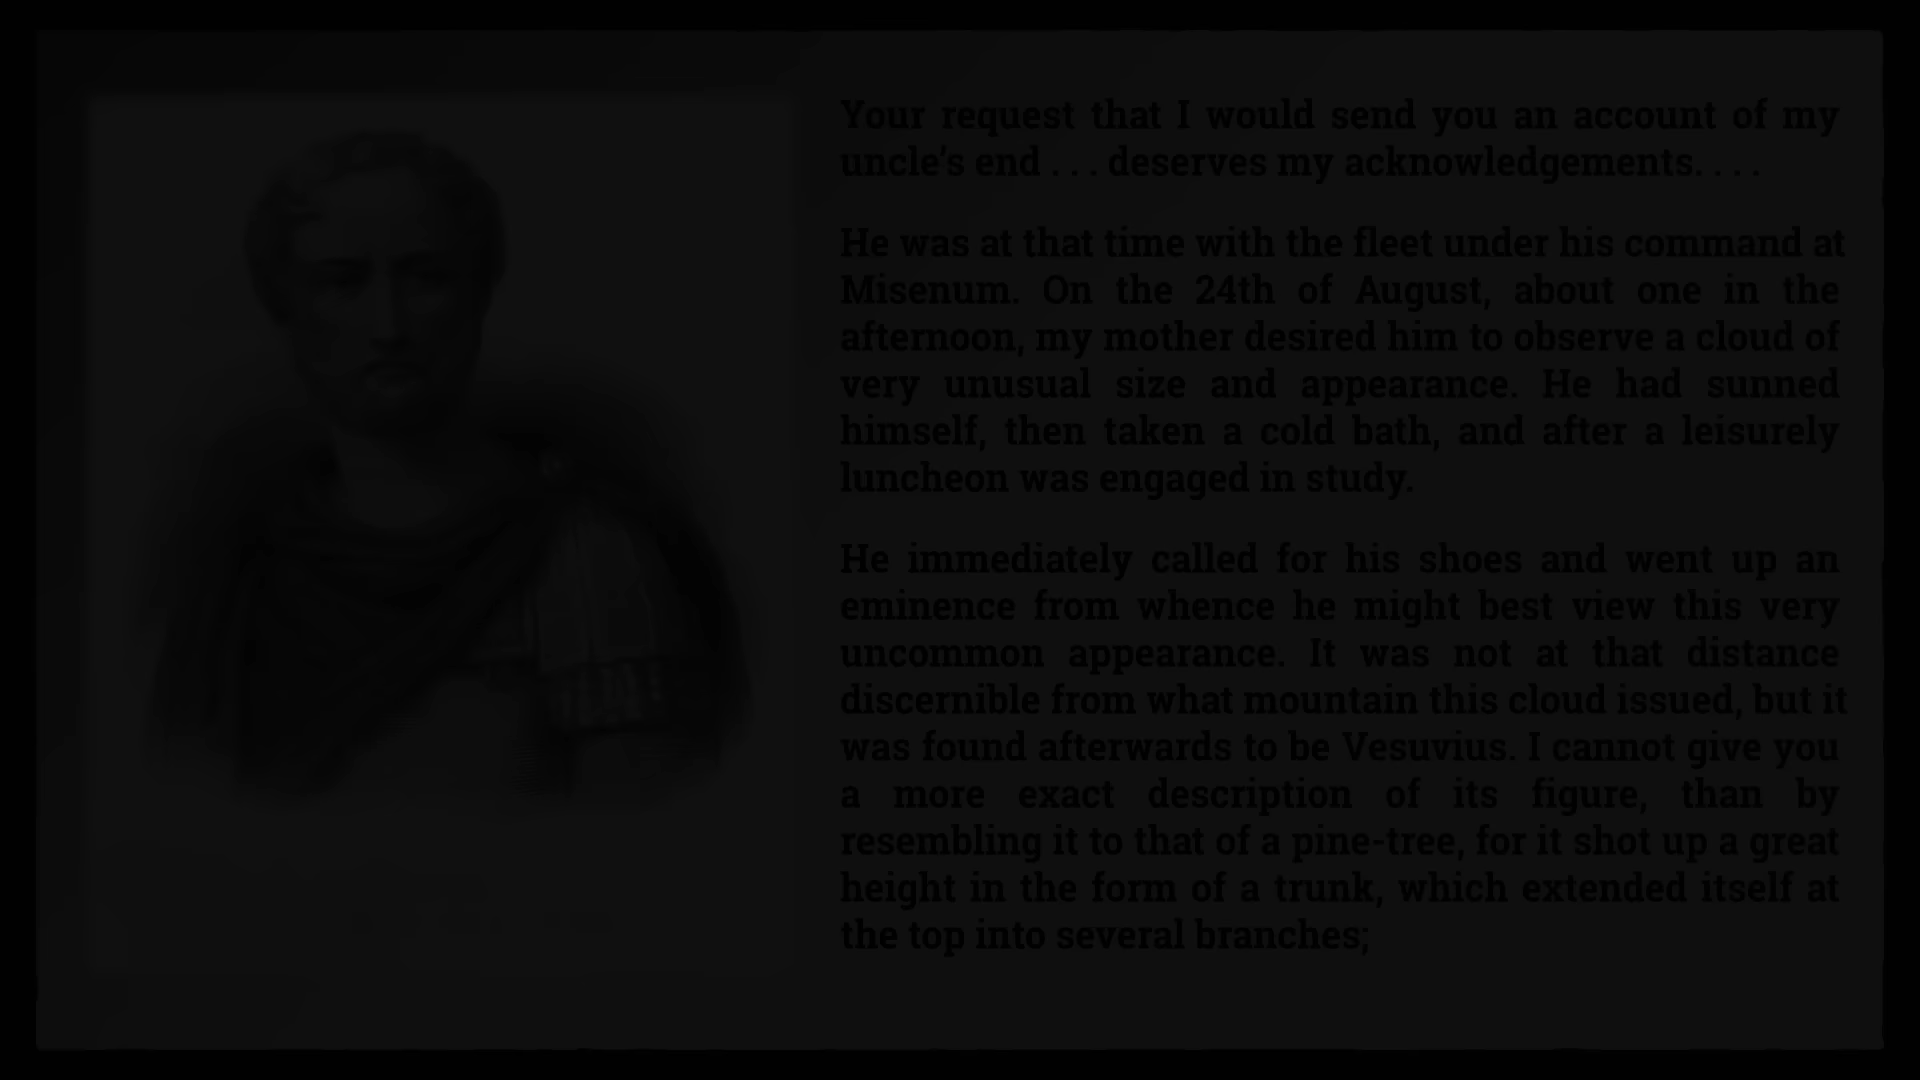 Your request that I would send you an account of my
uncle's end . . . deserves my acknowledgements. . . .
He was at that time with the fleet under his command at
Misenum. On the 24th of August, about one in the
afternoon, my mother desired him to observe a cloud of
very unusual size and appearance. He had sunned
himself, then taken a cold bath, and after a leisurely
luncheon was engaged in study.
He immediately called for his shoes and went up an
eminence from whence he might best view this very
uncommon appearance. It was not at that distance
discernible from what mountain this cloud issued, but it
was found afterwards to be Vesuvius. I cannot give you
a more exact description of its figure, than by
resembling it to that of a pine-tree, for it shot up a great
height in the form of a trunk, which extended itself at
the top into several branches;